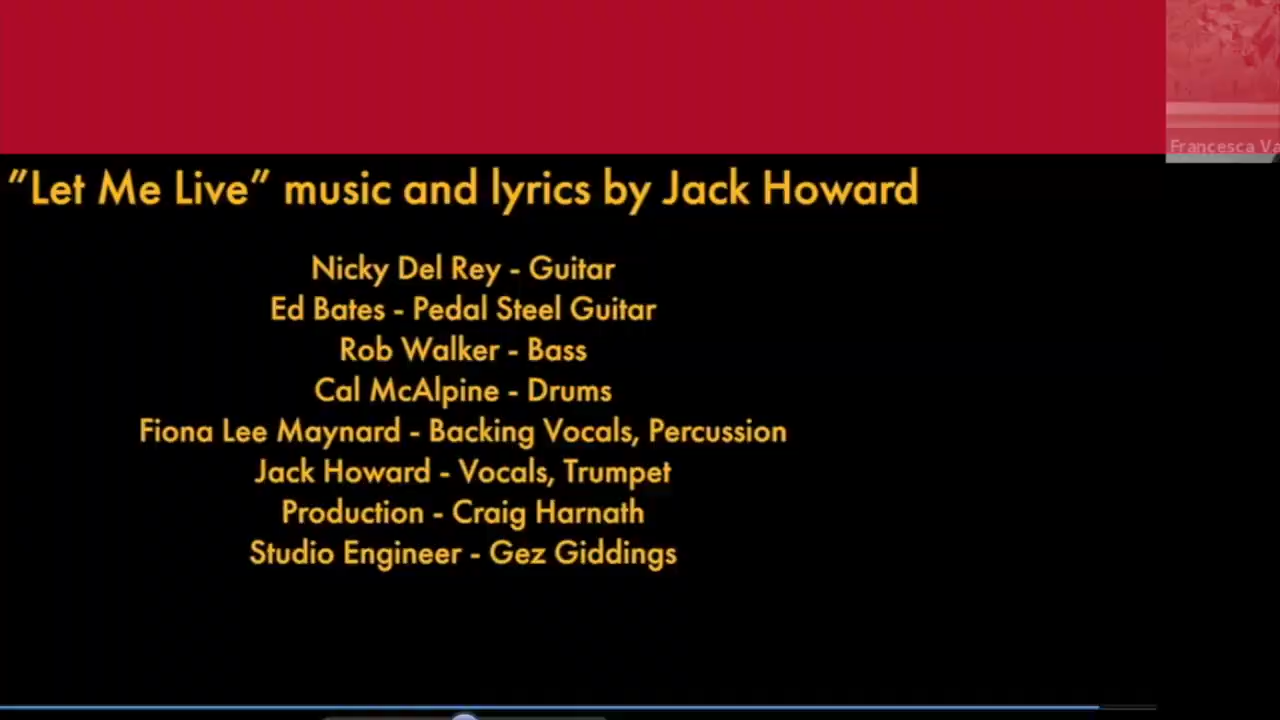 "Let Me Live" music and lyrics by Jack Howard
Nicky Del Rey - Guitar
Ed Bates - Pedal Steel Guitar
Rob Walker - Bass
Cal McAlpine - Drums
Fiona Lee Maynard - Backing Vocals, Percussion
Jack Howard - Vocals, Trumpet
Production - Craig Harnath
Studio Engineer - Gez Giddings
Francesca Va